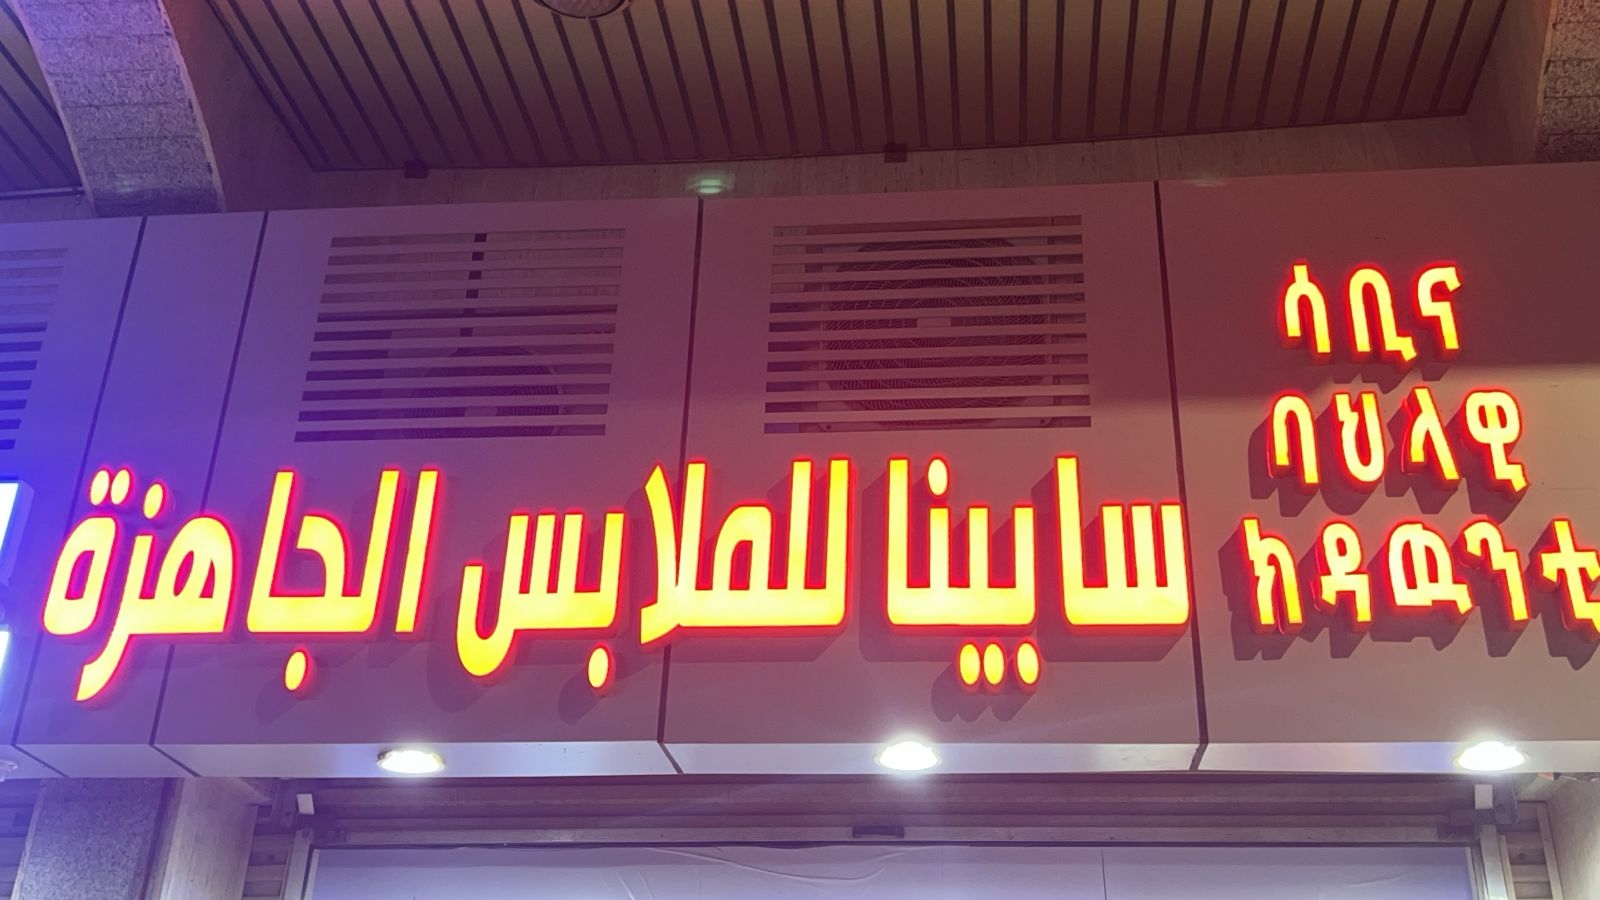 ሳቢና
ባህላዊ
ክዳዉንቲ
سابينا للملابس الجاهزة